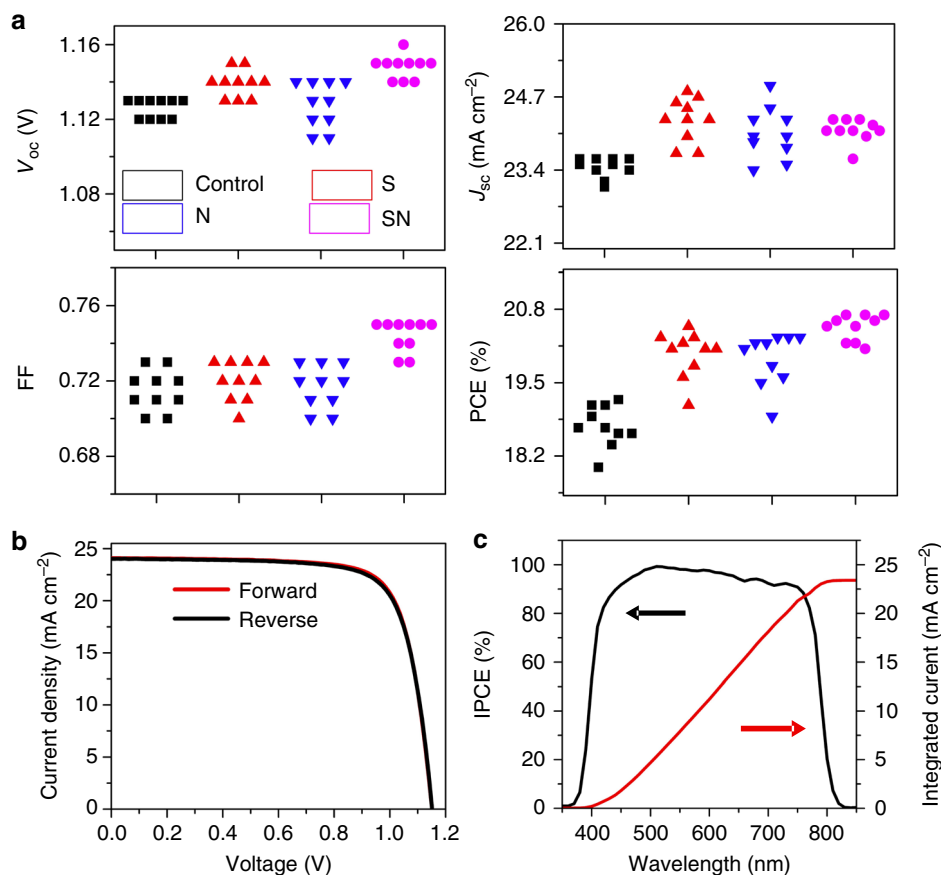 a
V_oc (V)
1.16
1.12
1.08
Control
S
N
SN
J_sc (mA cm⁻²)
26.0
24.7
23.4
22.1
FF
0.76
0.72
0.68
PCE (%)
20.8
19.5
18.2
b
Current density (mA cm⁻²)
25
20
15
10
5
0
Forward
Reverse
0.0 0.2 0.4 0.6 0.8 1.0 1.2
Voltage (V)
c
IPCE (%)
100
80
60
40
20
0
25
20
15
10
5
0
Integrated curent (mA cm⁻²)
400 500 600 700 800
Wavelength (nm)